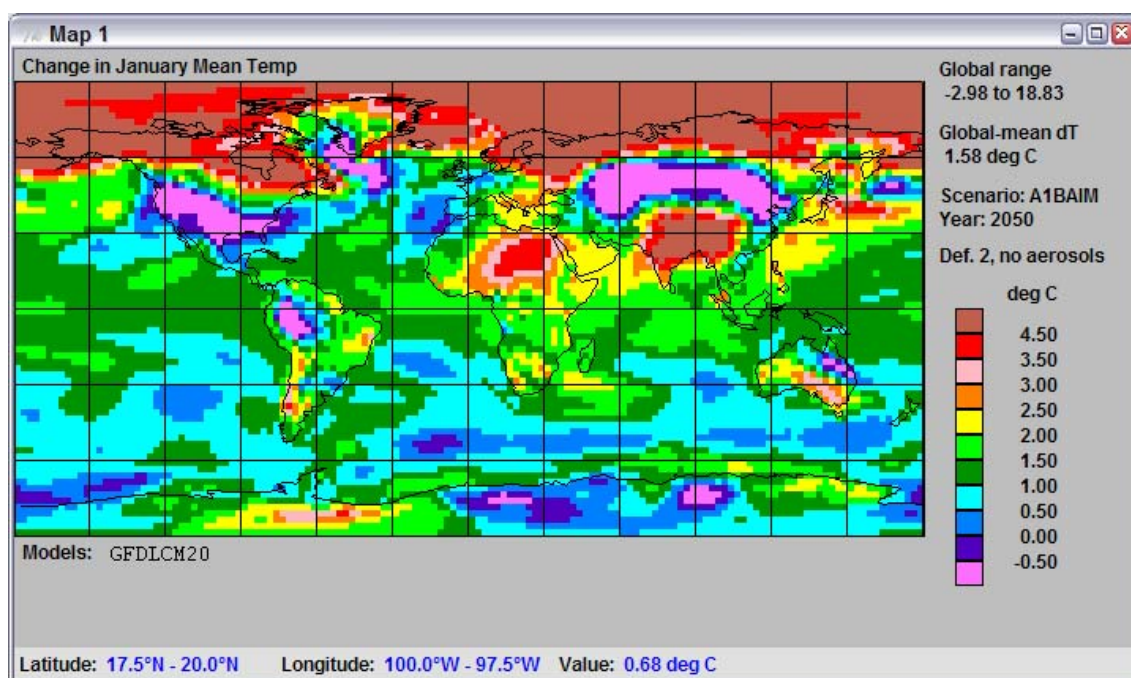 Map 1
Change in January Mean Temp
Global range
-2.98 to 18.83
Global-mean dT
1.58 deg C
Scenario: A1BAIM
Year: 2050
Def. 2, no aerosols
deg C
4.50
3.50
3.00
2.50
2.00
1.50
1.00
0.50
0.00
-0.50
Models: GFDLCM20
Latitude: 17.5°N - 20.0°N Longitude: 100.0°W - 97.5°W Value: 0.68 deg C